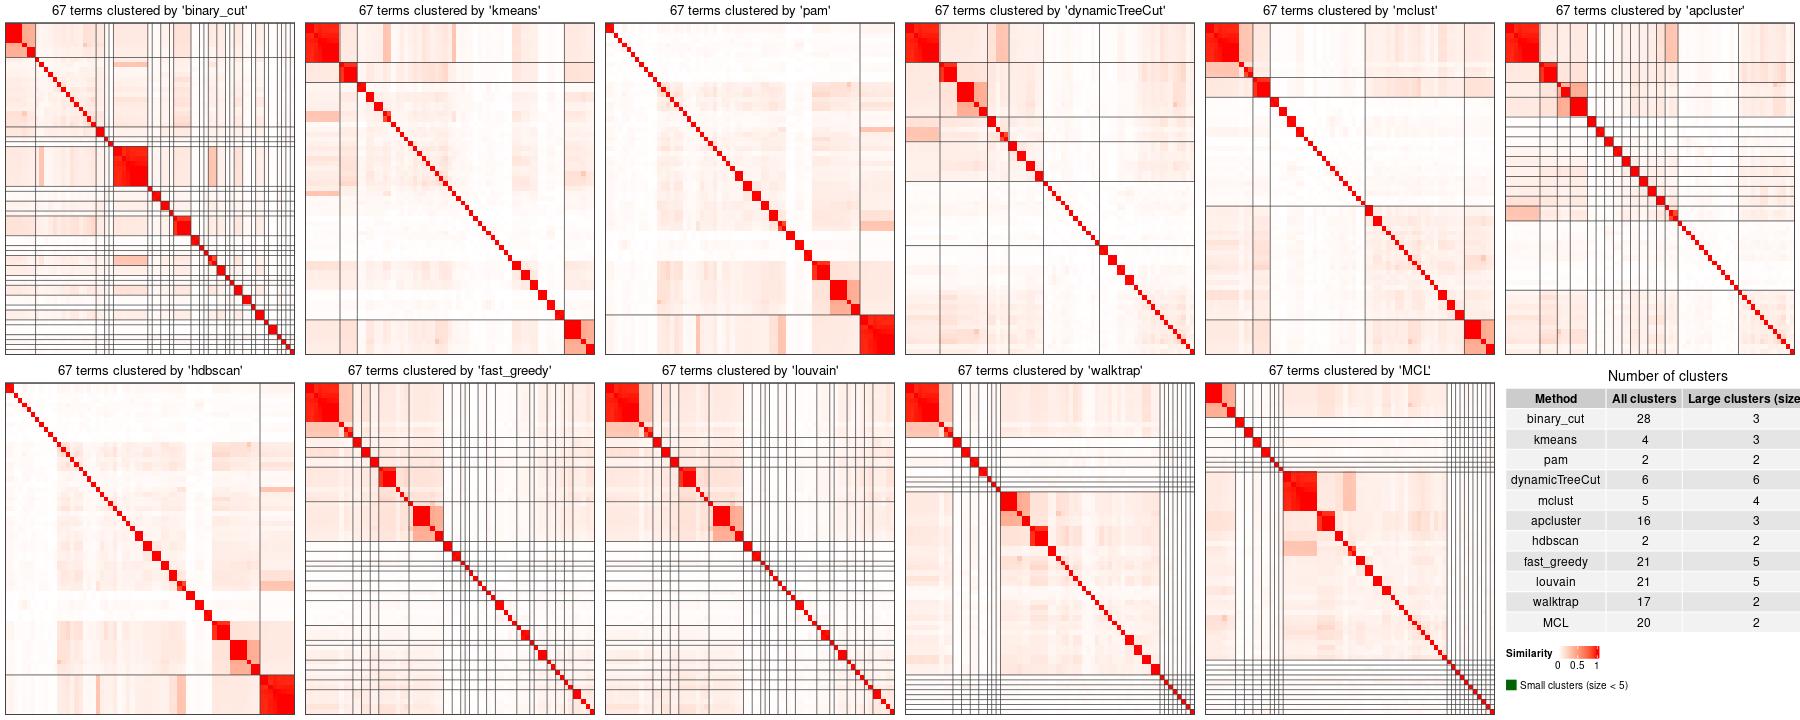 67 terms clustered by 'binary_cut'
67 terms clustered by 'kmeans'
67 terms clustered by 'pam'
67 terms clustered by 'dynamicTreeCut'
67 terms clustered by 'mclust'
67 terms clustered by 'apcluster'
67 terms clustered by 'hdbscan'
67 terms clustered by 'fast_greedy'
67 terms clustered by 'louvain'
67 terms clustered by 'walktrap'
67 terms clustered by 'MCL'
Number of clusters
Method All clusters Large clusters (size
binary_cut 28 3
kmeans 4 3
pam 2 2
dynamicTreeCut 6 6
mclust 5 4
apcluster 16 3
hdbscan 2 2
fast_greedy 21 5
louvain 21 5
walktrap 17 2
MCL 20 2
Similarity
0 0.5 1
Small clusters (size < 5)